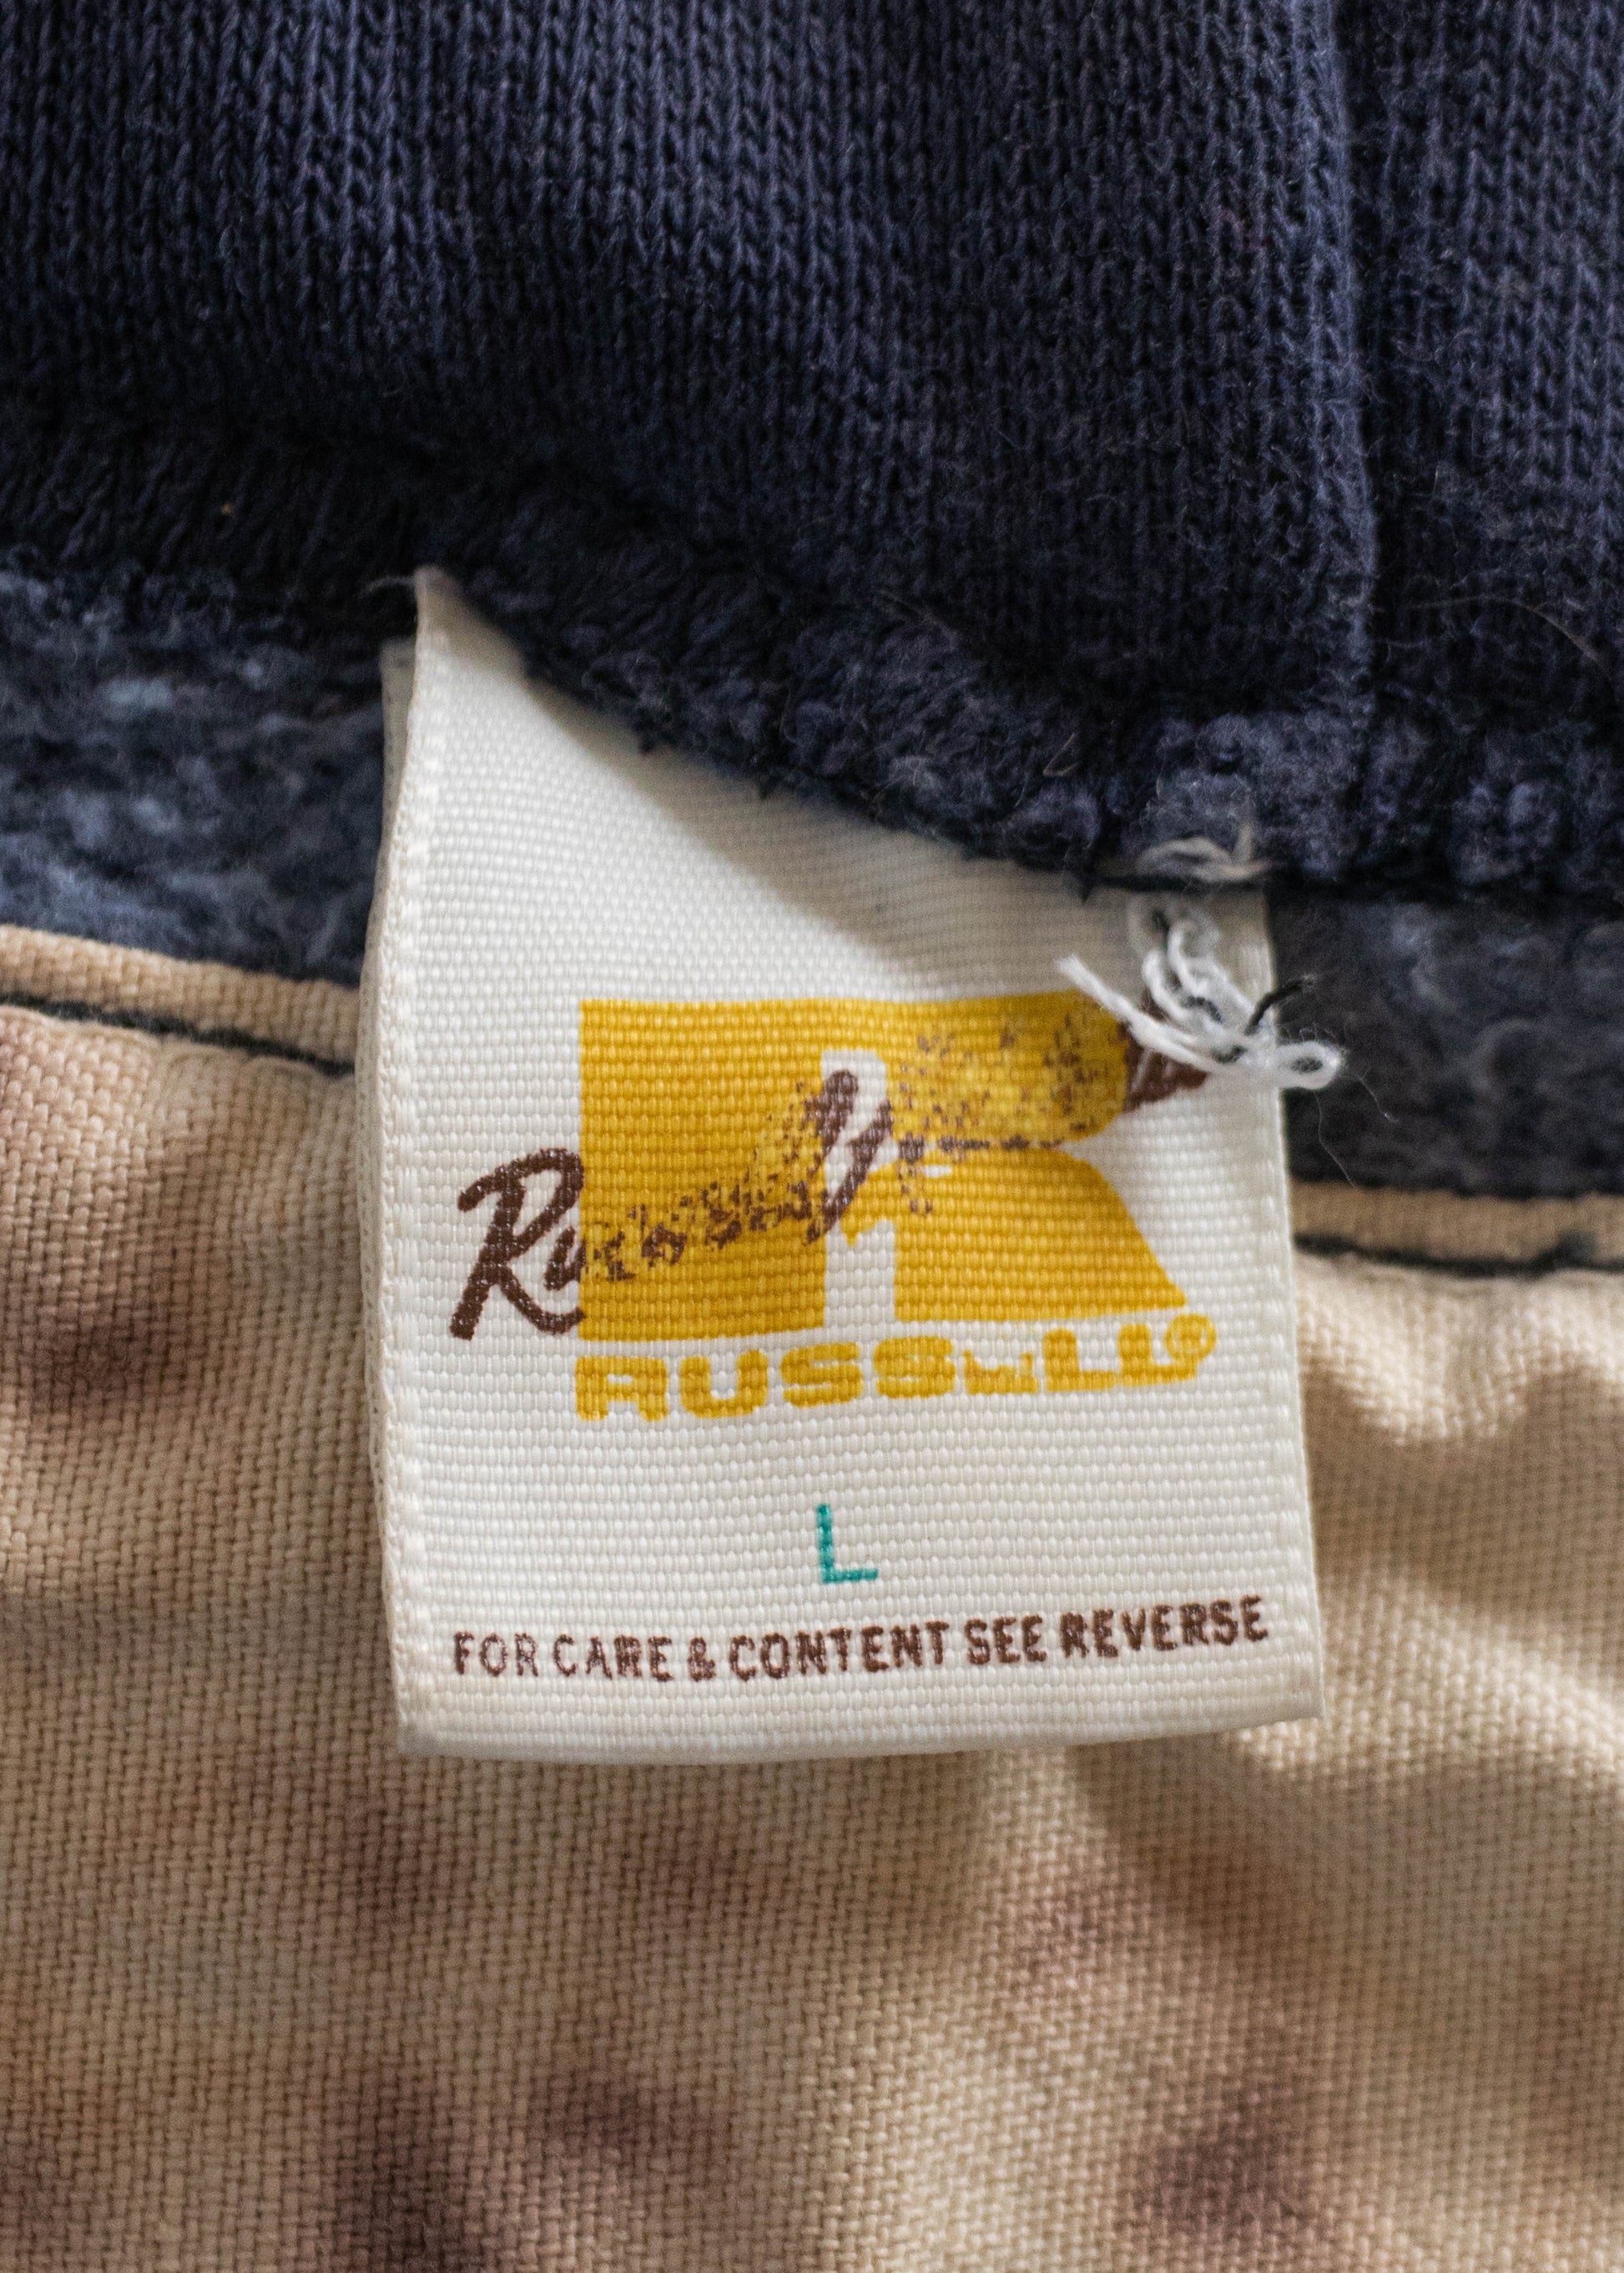 RUSSELL®
L
FOR CARE & CONTENT SEE REVERSE